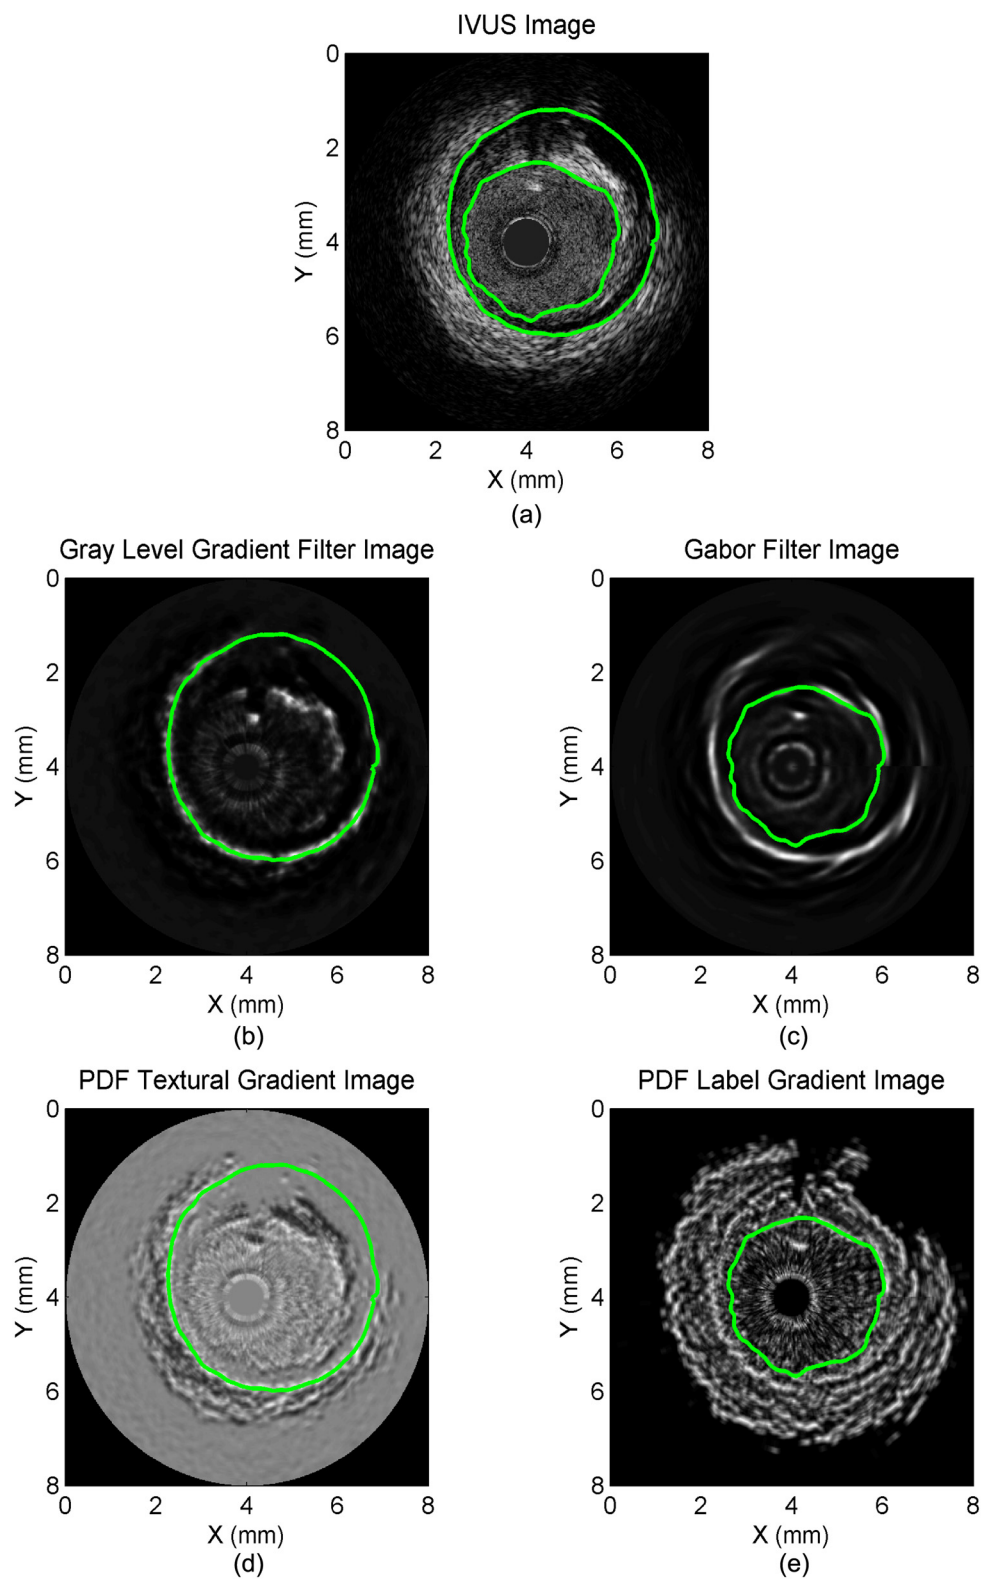 IVUS Image
0
2
4
6
8
Y (mm)
0 2 4 6 8
X (mm)
(a)
Gray Level Gradient Filter Image
0
2
4
6
8
Y (mm)
0 2 4 6 8
X (mm)
(b)
Gabor Filter Image
0
2
4
6
8
Y (mm)
0 2 4 6 8
X (mm)
(c)
PDF Textural Gradient Image
0
2
4
6
8
Y (mm)
0 2 4 6 8
X (mm)
(d)
PDF Label Gradient Image
0
2
4
6
8
Y (mm)
0 2 4 6 8
X (mm)
(e)